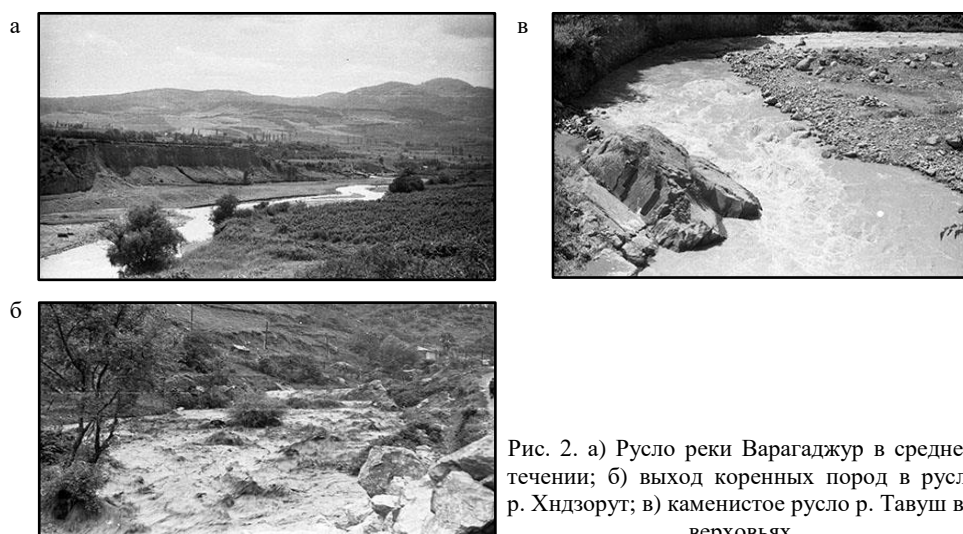 а
в
б
Рис. 2. а) Русло реки Варагаджур в средне
течении; б) выход коренных пород в русл
р. Хндзорут; в) каменистое русло р. Тавуш в
верховьях